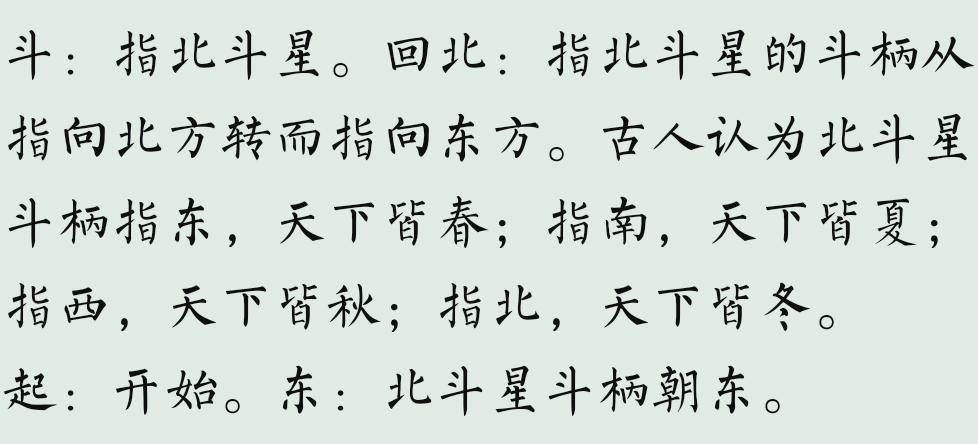 斗：指北斗星。回北：指北斗星的斗柄从
指向北方转而指向东方。古人认为北斗星
斗柄指东，天下皆春；指南，天下皆夏；
指西，天下皆秋；指北，天下皆冬。
起：开始。东：北斗星斗柄朝东。